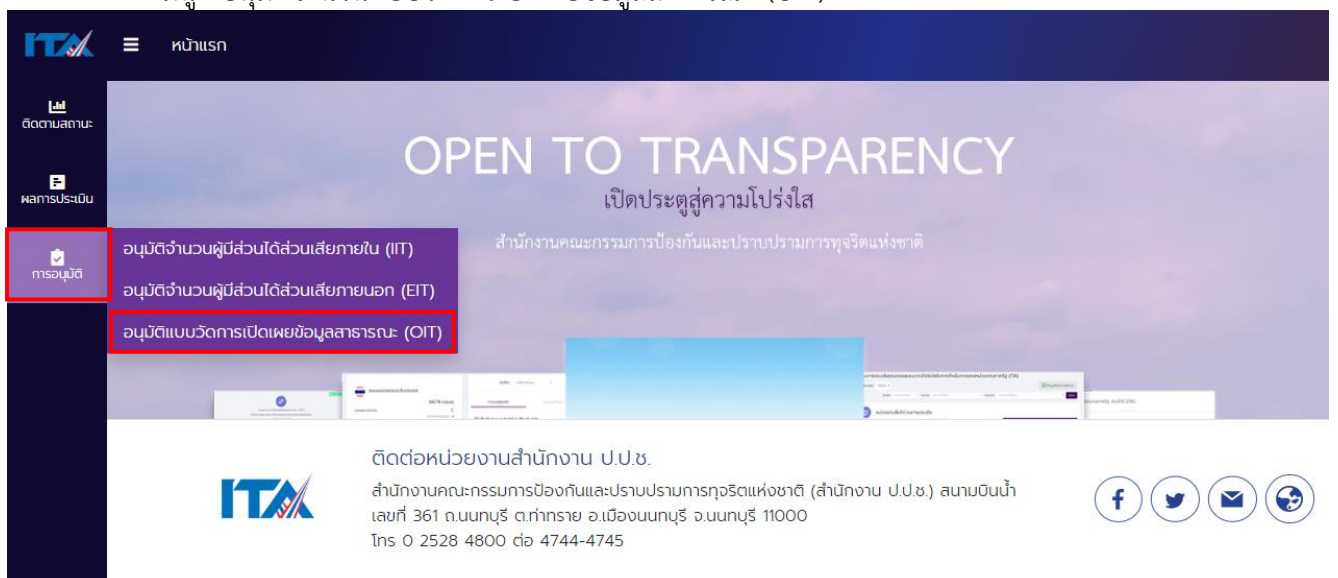 (OIT)
ITA
หน้าแรก
ติดตามสถานะ
ผลการประเมิน
การอนุมัติ
อนุมัติจำนวนผู้มีส่วนได้ส่วนเสียภายใน (IIT)
อนุมัติจำนวนผู้มีส่วนได้ส่วนเสียภายนอก (EIT)
อนุมัติแบบวัดการเปิดเผยข้อมูลสาธารณะ (OIT)
OPEN TO TRANSPARENCY
เปิดประตูสู่ความโปร่งใส
สำนักงานคณะกรรมการป้องกันและปราบปรามการทุจริตแห่งชาติ
ITA
ติดต่อหน่วยงานสำนักงาน ป.ป.ช.
สำนักงานคณะกรรมการป้องกันและปราบปรามการทุจริตแห่งชาติ (สำนักงาน ป.ป.ช.) สนามบินน้ำ
เลขที่ 361 ถ.นนทบุรี ต.ท่าทราย อ.เมืองนนทบุรี จ.นนทบุรี 11000
โทร 0 2528 4800 ต่อ 4744-4745